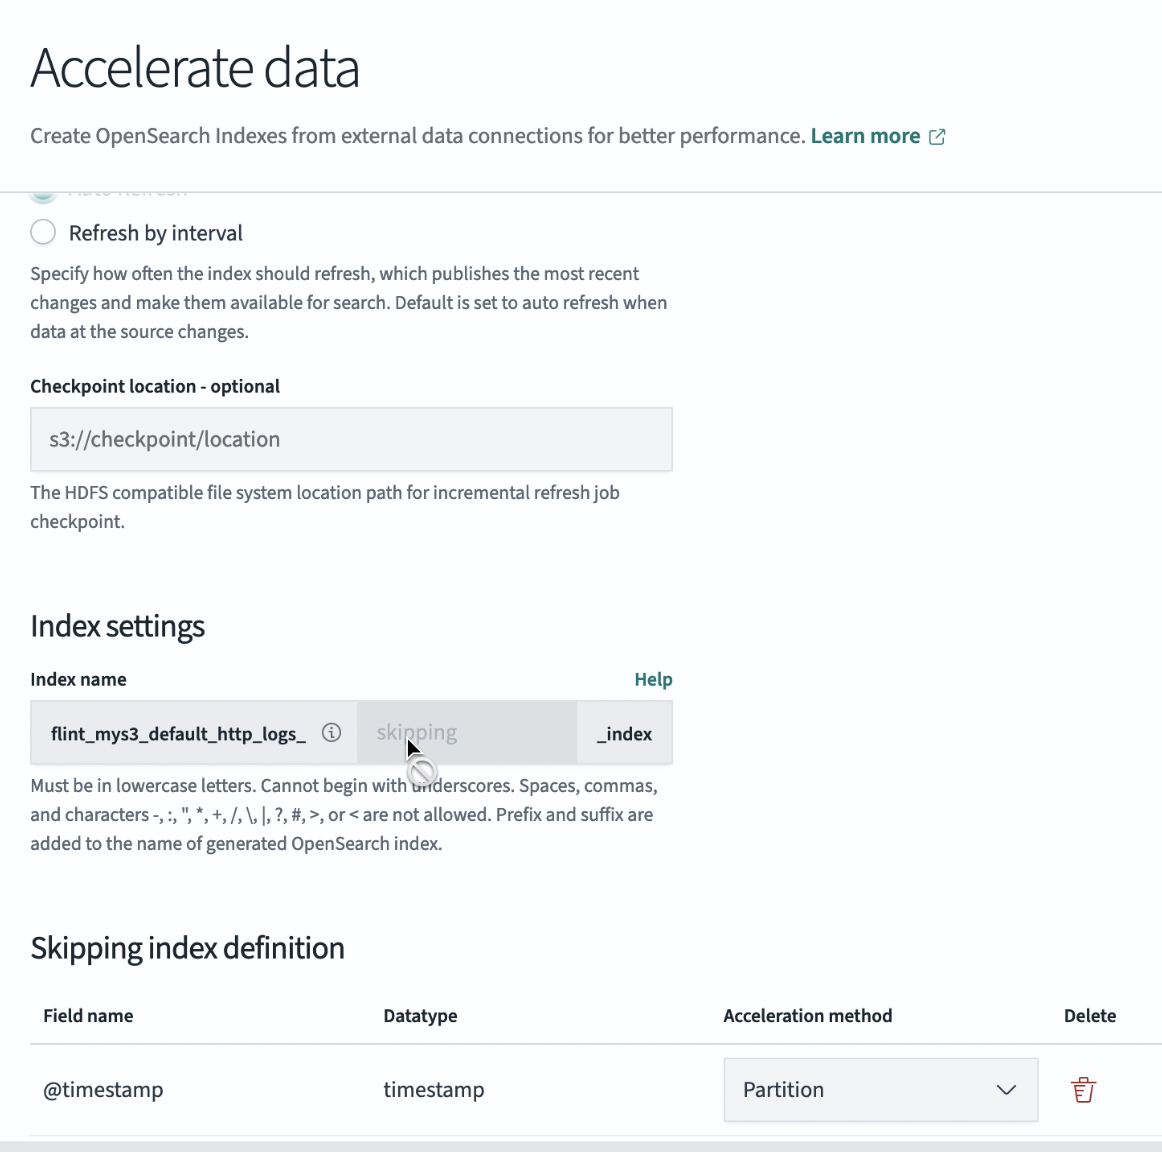 Accelerate data
Create OpenSearch Indexes from external data connections for better performance. Learn more
Auto Refresh
Refresh by interval
Specify how often the index should refresh, which publishes the most recent
changes and make them available for search. Default is set to auto refresh when
data at the source changes.
Checkpoint location - optional
s3://checkpoint/location
The HDFS compatible file system location path for incremental refresh job
checkpoint.
Index settings
Index name Help
flint_mys3_default_http_logs_ skipping _index
Must be in lowercase letters. Cannot begin with underscores. Spaces, commas,
and characters -, :, ", *, +, /, \, |, ?, #, >, or < are not allowed. Prefix and suffix are
added to the name of generated OpenSearch index.
Skipping index definition
Field name Datatype Acceleration method Delete
@timestamp timestamp Partition